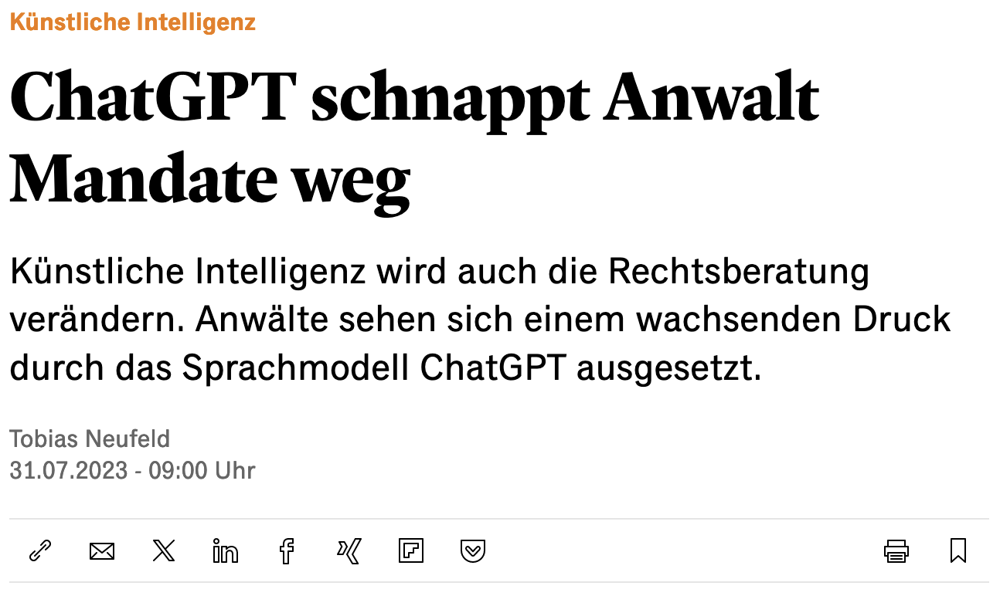 Künstliche Intelligenz
ChatGPT schnappt Anwalt
Mandate weg
Künstliche Intelligenz wird auch die Rechtsberatung
verändern. Anwälte sehen sich einem wachsenden Druck
durch das Sprachmodell ChatGPT ausgesetzt.
Tobias Neufeld
31.07.2023 - 09:00 Uhr